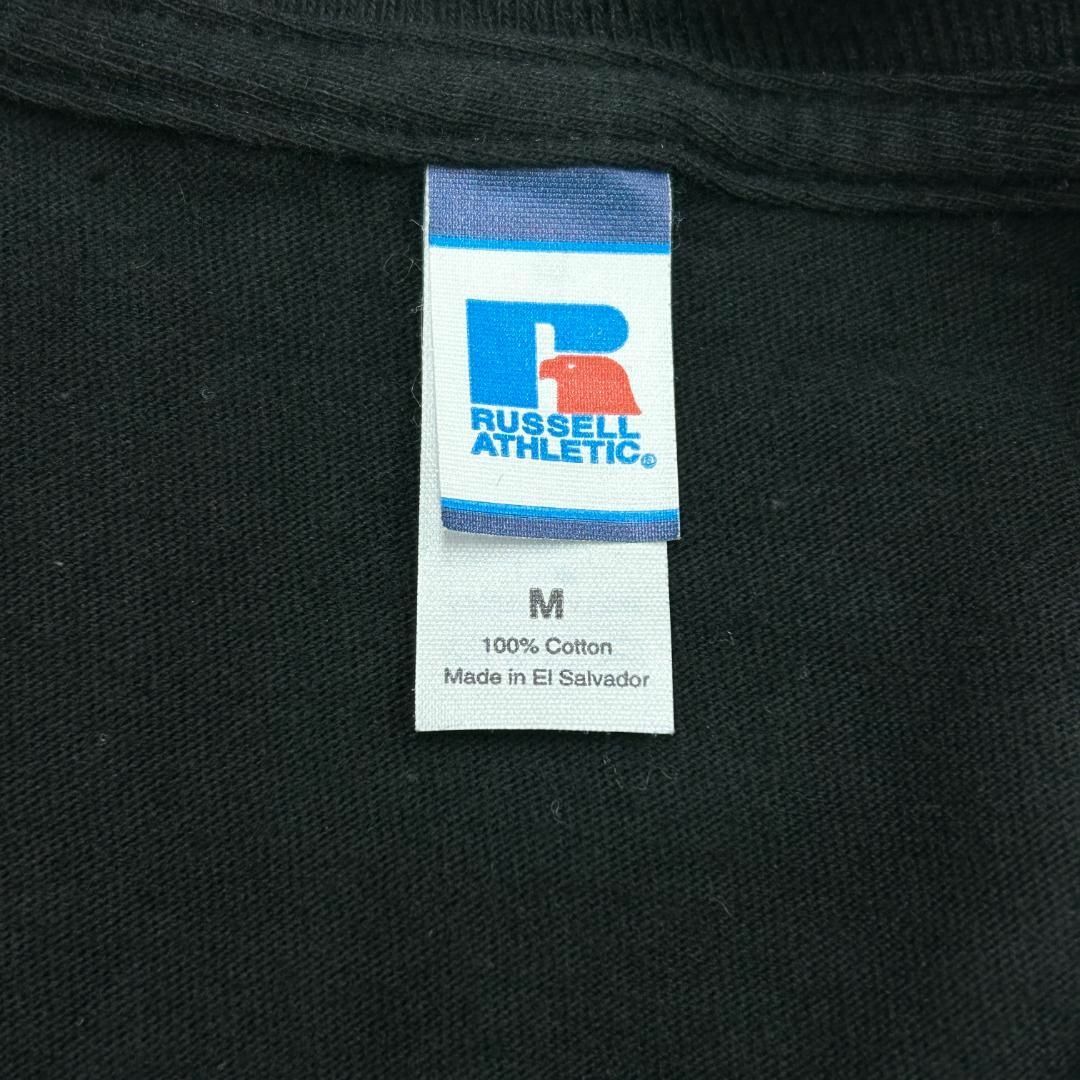 R
RUSSELL
ATHLETIC®
M
100% Cotton
Made in El Salvador